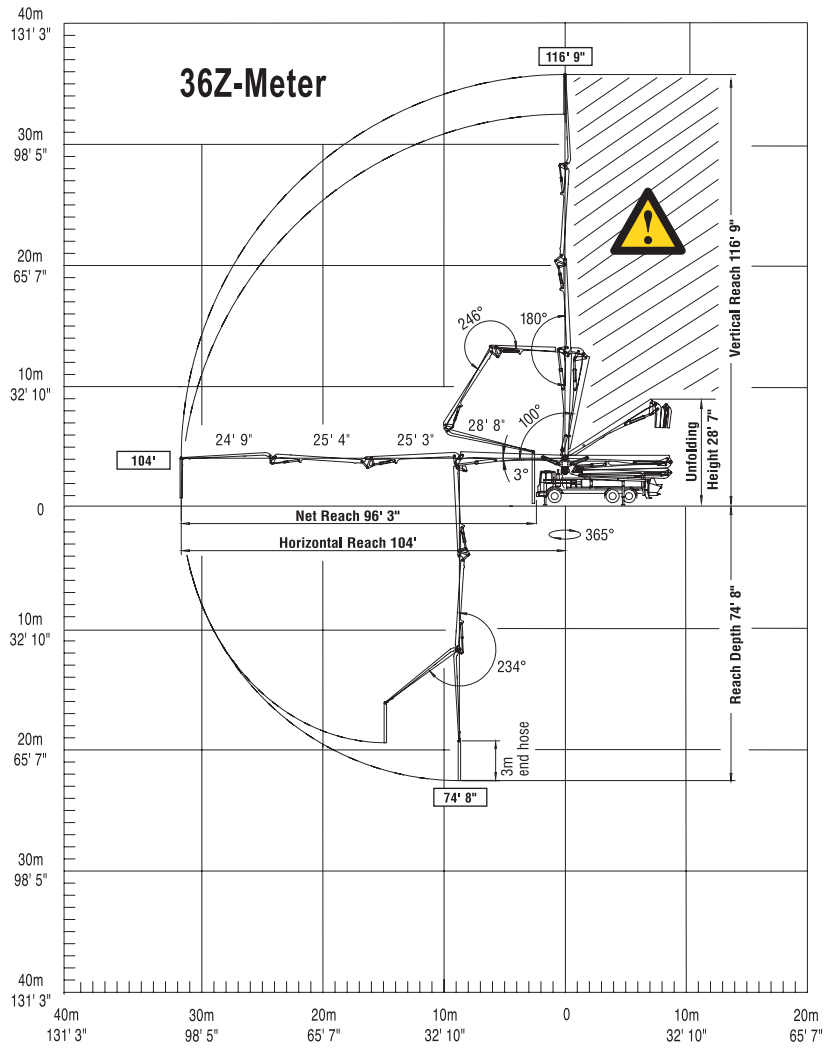 40m
131' 3"
116' 9"
36Z-Meter
30m
98' 5"
20m
65' 7"
Vertical Reach 116' 9"
246°
180°
10m
32' 10"
24' 9"
25' 4"
25' 3"
28' 8"
100°
3°
Unfolding
Height 28' 7"
104'
0
Net Reach 96' 3"
Horizontal Reach 104'
365°
10m
32' 10"
234°
Reach Depth 74' 8"
20m
65' 7"
3m
end hose
74' 8"
30m
98' 5"
40m
131' 3"
40m
131' 3"
30m
98' 5"
20m
65' 7"
10m
32' 10"
0
10m
32' 10"
20m
65' 7"